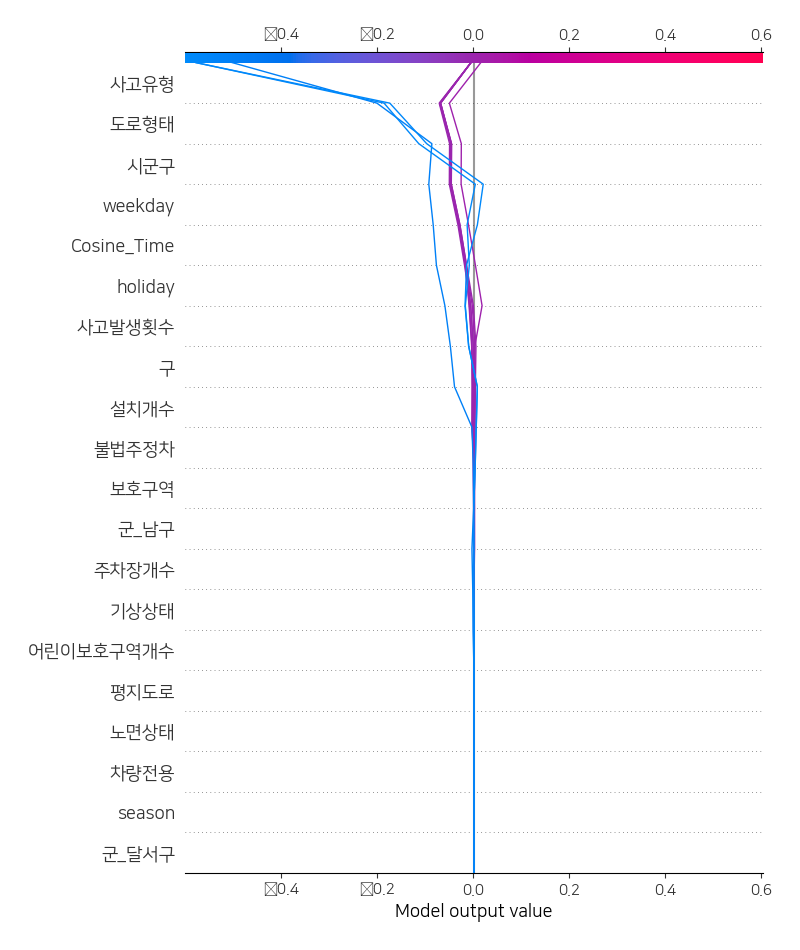 ▯0.4 ▯0.2 0.0 0.2 0.4 0.6
사고유형
도로형태
시군구
weekday
Cosine_Time
holiday
사고발생횟수
구
설치개수
불법주정차
보호구역
군_남구
주차장개수
기상상태
어린이보호구역개수
평지도로
노면상태
차량전용
season
군_달서구
▯0.4 ▯0.2 0.0 0.2 0.4 0.6
Model output value